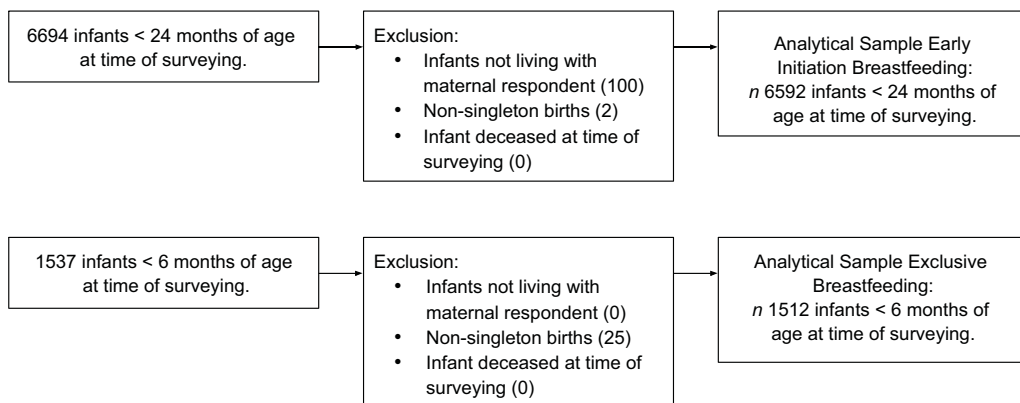 6694 infants < 24 months of age
at time of surveying.
Exclusion:
• Infants not living with
maternal respondent (100)
• Non-singleton births (2)
• Infant deceased at time of
surveying (0)
Analytical Sample Early
Initiation Breastfeeding:
n 6592 infants < 24 months of
age at time of surveying.
1537 infants < 6 months of age
at time of surveying.
Exclusion:
• Infants not living with
maternal respondent (0)
• Non-singleton births (25)
• Infant deceased at time of
surveying (0)
Analytical Sample Exclusive
Breastfeeding:
n 1512 infants < 6 months of
age at time of surveying.